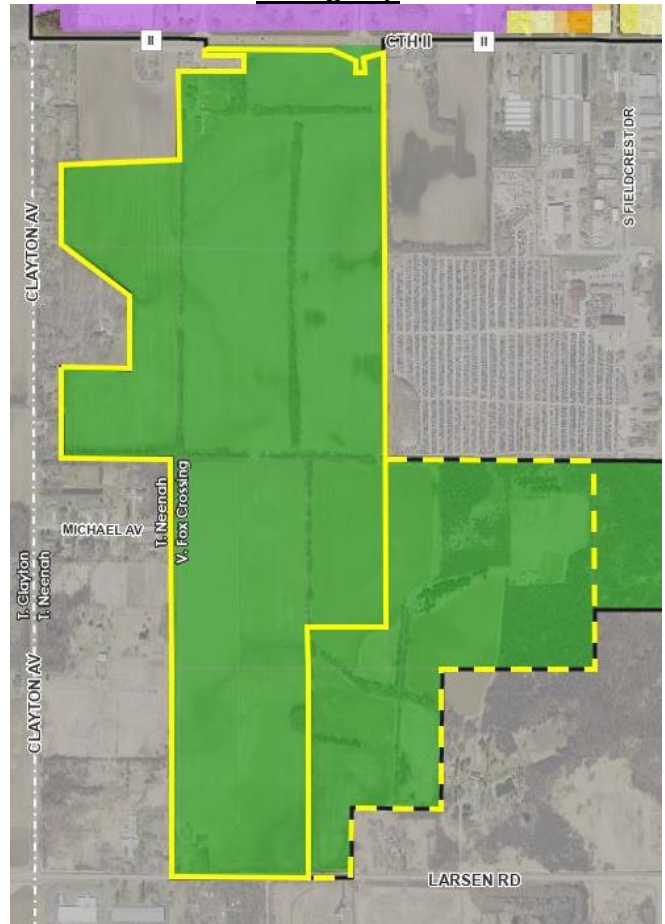 II
CTH II
II
S FIELDCREST DR
CLAYTON AV
T. Neenah
V. Fox Crossing
MICHAEL AV
T. Clayton
T. Neenah
CLAYTON AV
LARSEN RD